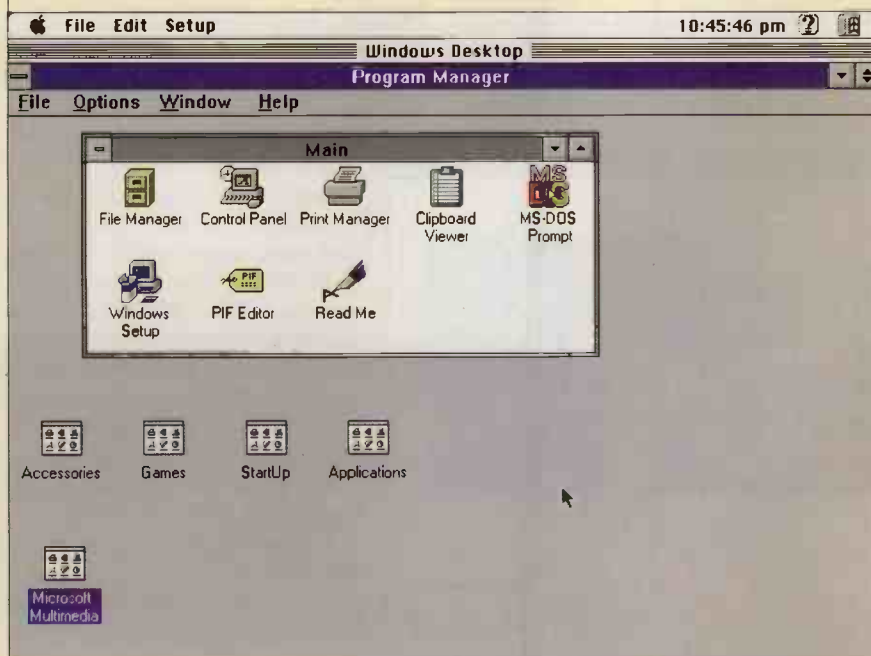 File Edit Setup 10:45:46 pm
Windows Desktop
Program Manager
File Options Window Help
Main
File Manager Control Panel Print Manager Clipboard Viewer MS-DOS Prompt
MS DOS
Windows Setup PIF Editor Read Me
PIF
Accessories Games StartUp Applications
Microsoft Multimedia